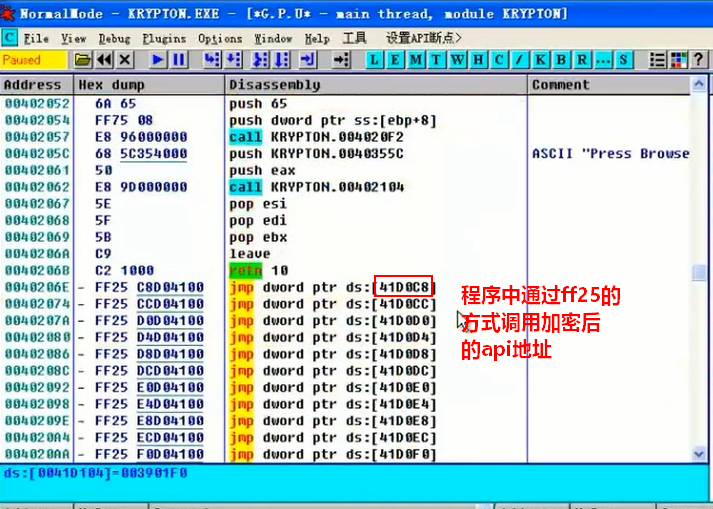 NormalMode - KRYPTON.EXE - [*G.P.U* - main thread, module KRYPTON]
C File View Debug Plugins Options Window Help 工具 设置API断点>
Paused L E M T W H C / K B R ... S ?
Address Hex dump Disassembly Comment
00402052 6A 65 push 65
00402054 FF75 08 push dword ptr ss:[ebp+8]
00402057 E8 96000000 call KRYPTON.004020F2
0040205C 68 5C354000 push KRYPTON.0040355C ASCII "Press Browse
00402061 50 push eax
00402062 E8 9D000000 call KRYPTON.00402104
00402067 5E pop esi
00402068 5F pop edi
00402069 5B pop ebx
0040206A C9 leave
0040206B C2 1000 retn 10
0040206E - FF25 C8D04100 jmp dword ptr ds:[41D0C8]
00402074 - FF25 CCD04100 jmp dword ptr ds:[41D0CC]
0040207A - FF25 D0D04100 jmp dword ptr ds:[41D0D0]
00402080 - FF25 D4D04100 jmp dword ptr ds:[41D0D4]
00402086 - FF25 D8D04100 jmp dword ptr ds:[41D0D8]
0040208C - FF25 DCD04100 jmp dword ptr ds:[41D0DC]
00402092 - FF25 E0D04100 jmp dword ptr ds:[41D0E0]
00402098 - FF25 E4D04100 jmp dword ptr ds:[41D0E4]
0040209E - FF25 E8D04100 jmp dword ptr ds:[41D0E8]
004020A4 - FF25 ECD04100 jmp dword ptr ds:[41D0EC]
004020AA - FF25 F0D04100 jmp dword ptr ds:[41D0F0]
程序中通过ff25的
方式调用加密后
的api地址
ds:[0041D104]=003901F0